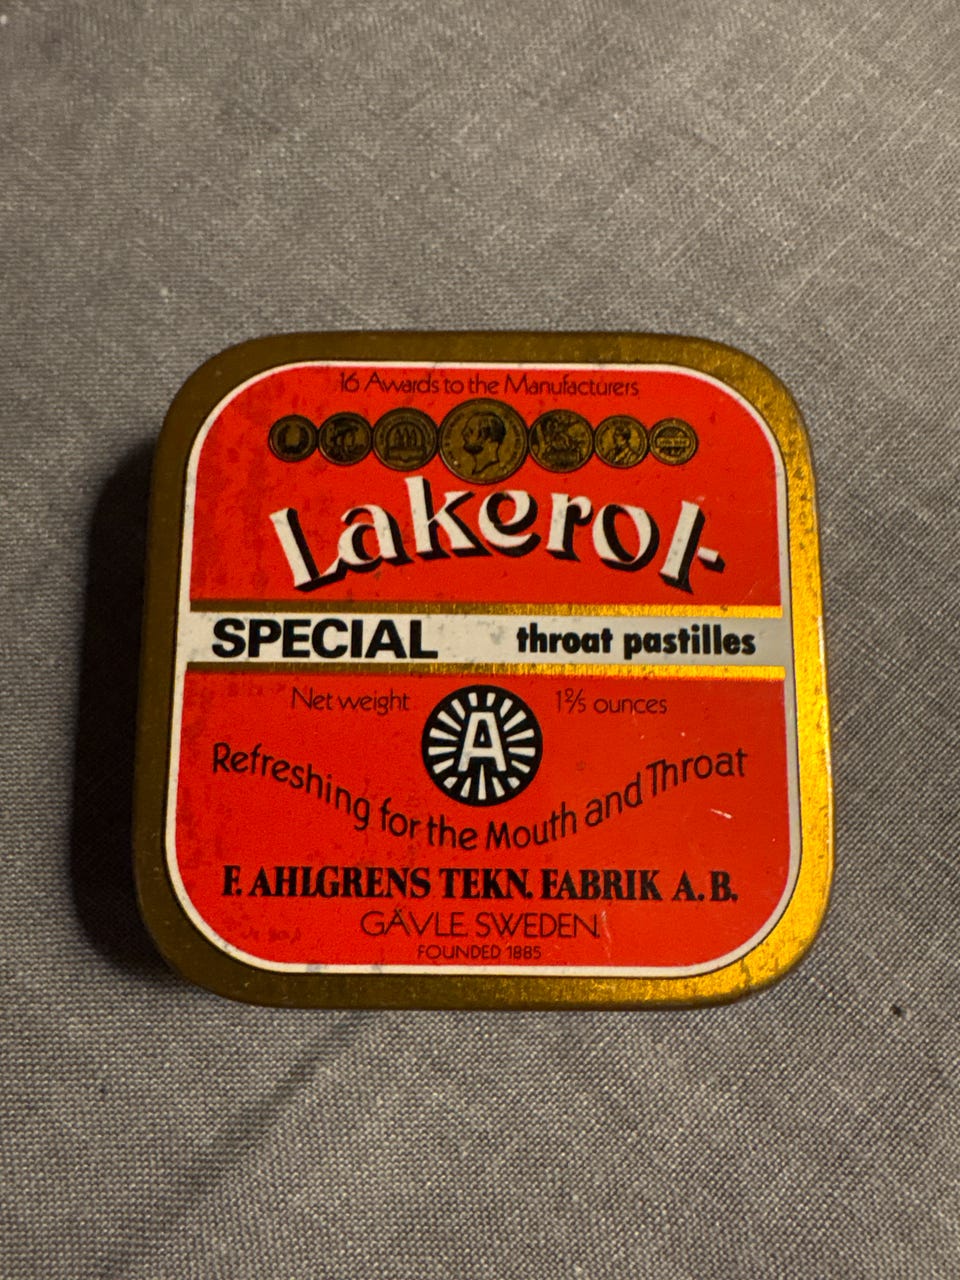 16 Awards to the Manufacturers
Lakerol
SPECIAL throat pastilles
Net weight A 1⅖ ounces
Refreshing for the Mouth and Throat
F. AHLGRENS TEKN. FABRIK A.B.
GÄVLE SWEDEN.
FOUNDED 1885